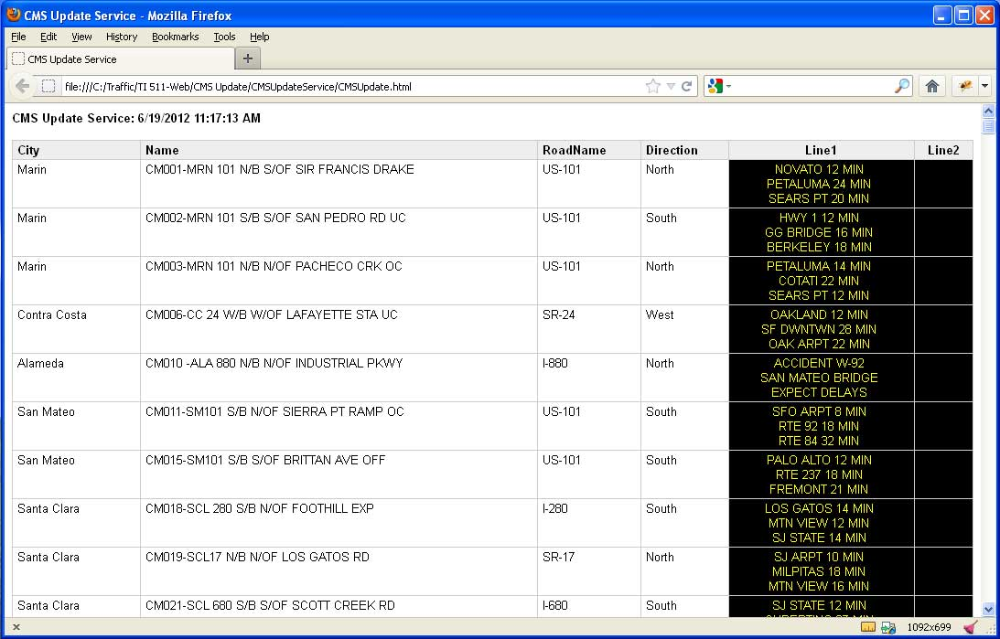 CMS Update Service - Mozilla Firefox
File Edit View History Bookmarks Tools Help
CMS Update Service
file:///C:/Traffic/TI 511-Web/CMS Update/CMSUpdateService/CMSUpdate.html
CMS Update Service: 6/19/2012 11:17:13 AM
City Name RoadName Direction Line1 Line2
Marin CM001-MRN 101 N/B S/OF SIR FRANCIS DRAKE US-101 North NOVATO 12 MIN
PETALUMA 24 MIN
SEARS PT 20 MIN
Marin CM002-MRN 101 S/B S/OF SAN PEDRO RD UC US-101 South HWY 1 12 MIN
GG BRIDGE 16 MIN
BERKELEY 18 MIN
Marin CM003-MRN 101 N/B N/OF PACHECO CRK OC US-101 North PETALUMA 14 MIN
COTATI 22 MIN
SEARS PT 12 MIN
Contra Costa CM006-CC 24 W/B W/OF LAFAYETTE STA UC SR-24 West OAKLAND 12 MIN
SF DWNTWN 28 MIN
OAK ARPT 22 MIN
Alameda CM010 -ALA 880 N/B N/OF INDUSTRIAL PKWY I-880 North ACCIDENT W-92
SAN MATEO BRIDGE
EXPECT DELAYS
San Mateo CM011-SM101 S/B N/OF SIERRA PT RAMP OC US-101 South SFO ARPT 8 MIN
RTE 92 18 MIN
RTE 84 32 MIN
San Mateo CM015-SM101 S/B S/OF BRITTAN AVE OFF US-101 South PALO ALTO 12 MIN
RTE 237 18 MIN
FREMONT 21 MIN
Santa Clara CM018-SCL 280 S/B N/OF FOOTHILL EXP I-280 South LOS GATOS 14 MIN
MTN VIEW 12 MIN
SJ STATE 14 MIN
Santa Clara CM019-SCL17 N/B N/OF LOS GATOS RD SR-17 North SJ ARPT 10 MIN
MILPITAS 18 MIN
MTN VIEW 16 MIN
Santa Clara CM021-SCL 680 S/B S/OF SCOTT CREEK RD I-680 South SJ STATE 12 MIN
1092x699